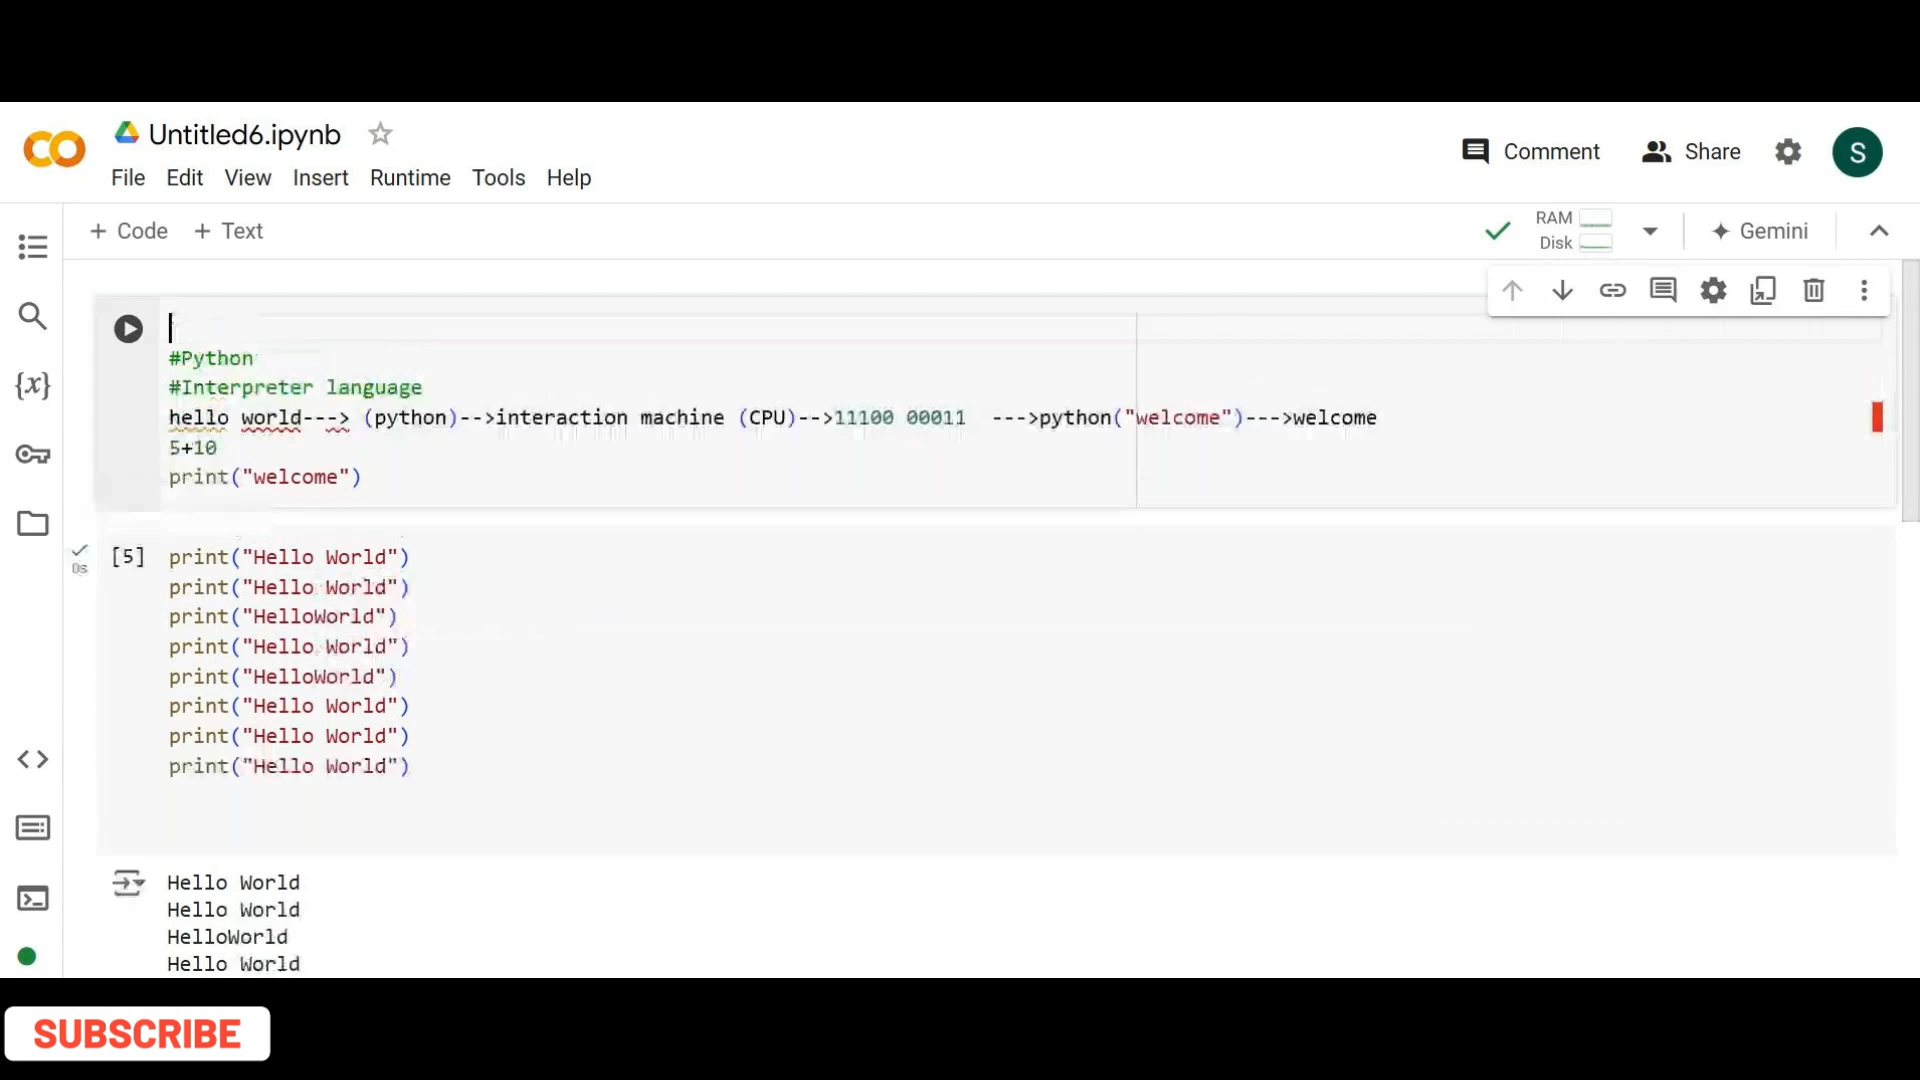 CO Untitled6.ipynb
File Edit View Insert Runtime Tools Help
Comment Share S
+ Code + Text
RAM
Disk
Gemini
#Python
#Interpreter language
hello world---> (python)-->interaction machine (CPU)-->11100 00011 --->python("welcome")--->welcome
5+10
print("welcome")
{x}
0s
[5] print("Hello World")
print("Hello World")
print("HelloWorld")
print("Hello World")
print("HelloWorld")
print("Hello World")
print("Hello World")
print("Hello World")
Hello World
Hello World
HelloWorld
Hello World
SUBSCRIBE